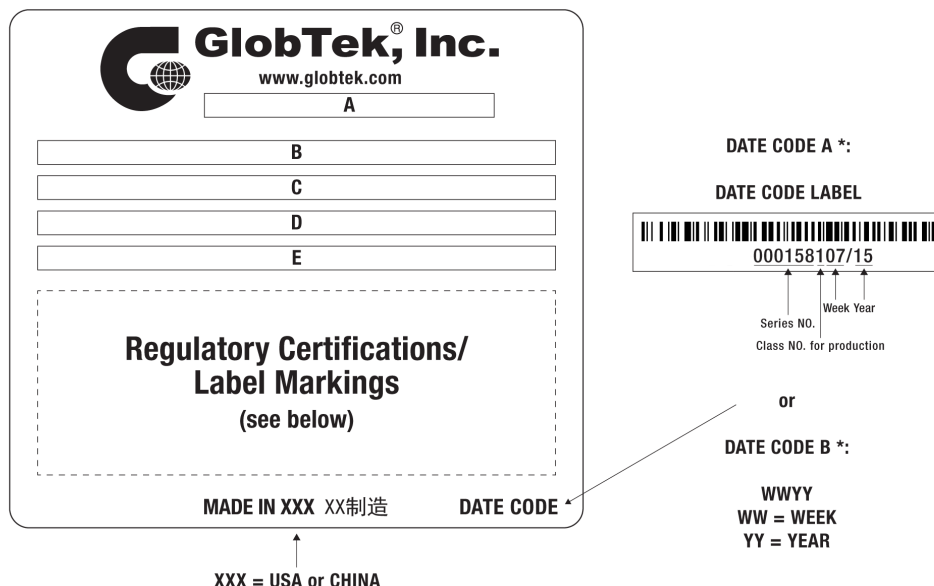 GlobTek,® Inc.
www.globtek.com
A
B
C
D
E
Regulatory Certifications/
Label Markings
(see below)
MADE IN XXX XX制造 DATE CODE
XXX = USA or CHINA
DATE CODE A *:
DATE CODE LABEL
000158107/15
Week Year
Series NO.
Class NO. for production
or
DATE CODE B *:
WWYY
WW = WEEK
YY = YEAR